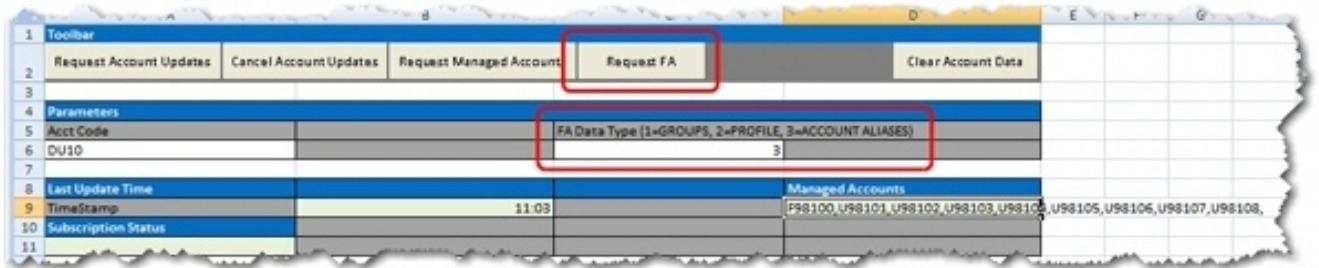 A B D E F G
1 Toolbar
2 Request Account Updates Cancel Account Updates Request Managed Account Request FA Clear Account Data
3
4 Parameters
5 Acct Code FA Data Type (1=GROUPS, 2=PROFILE, 3=ACCOUNT ALIASES)
6 DU10 3
7
8 Last Update Time Managed Accounts
9 TimeStamp 11:03 F98100,U98101,U98102,U98103,U98104,U98105,U98106,U98107,U98108,
10 Subscription Status
11